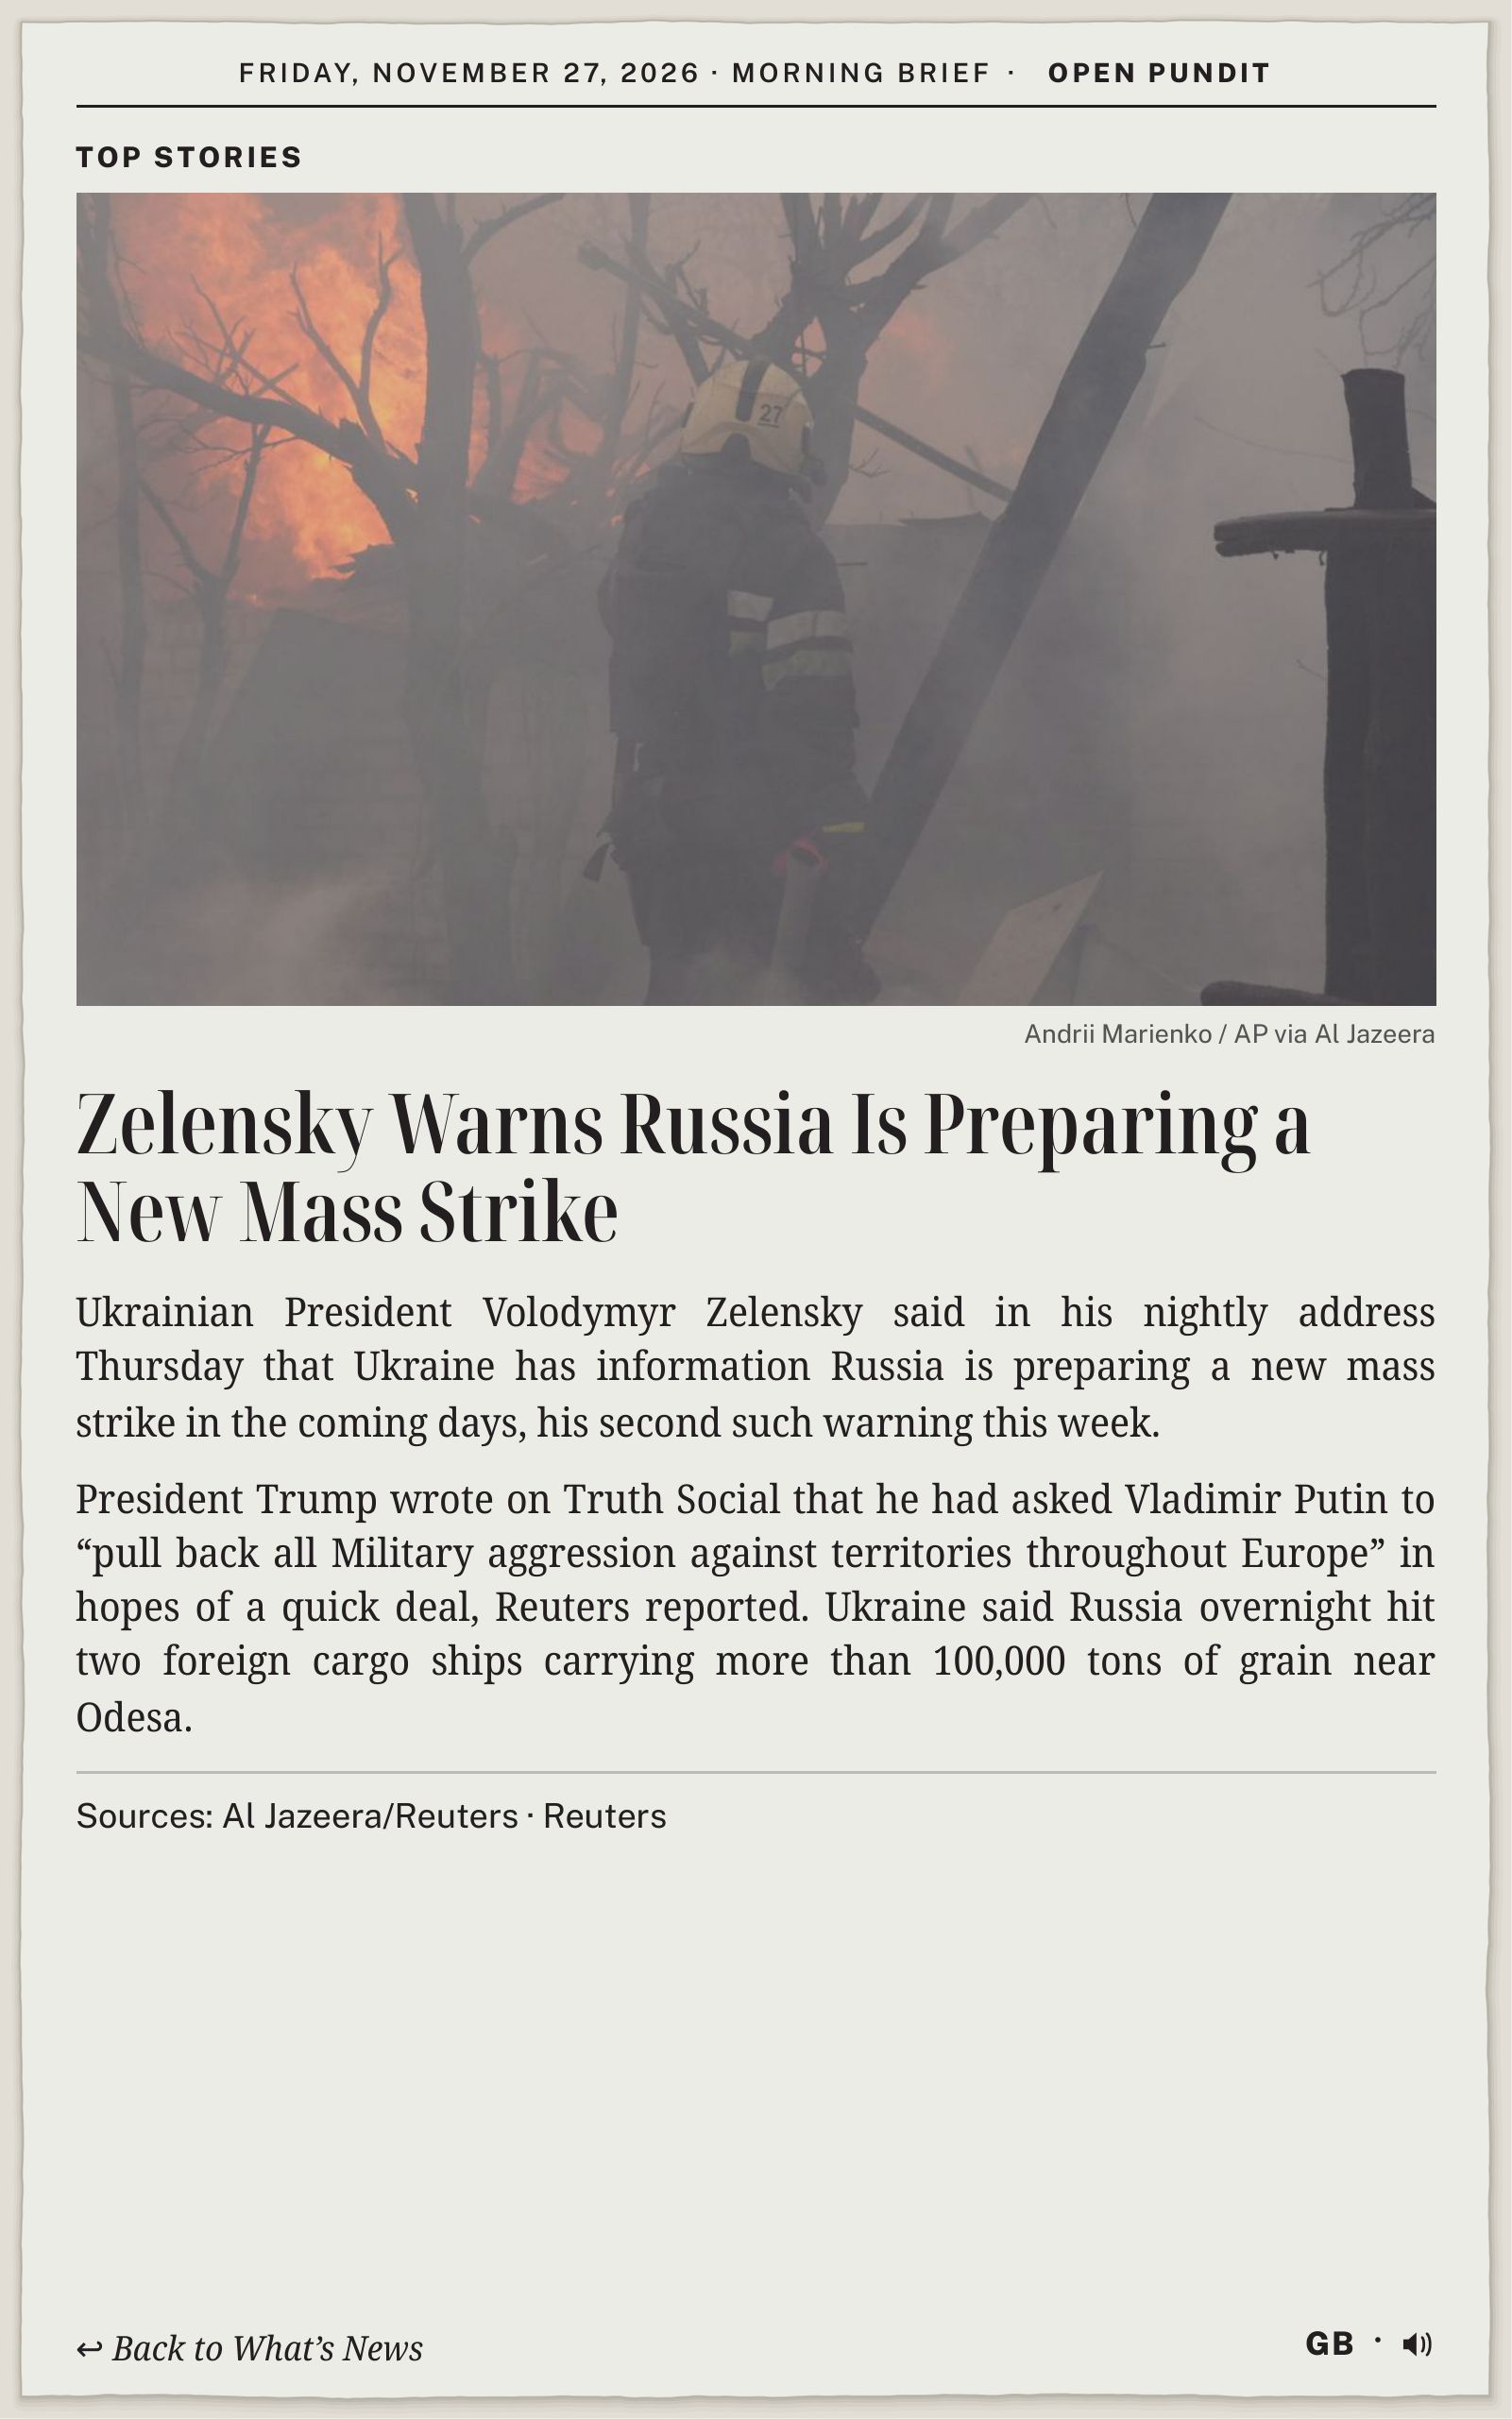 FRIDAY, NOVEMBER 27, 2026 · MORNING BRIEF · OPEN PUNDIT
TOP STORIES
27
Andrii Marienko / AP via Al Jazeera
Zelensky Warns Russia Is Preparing a
New Mass Strike
Ukrainian President Volodymyr Zelensky said in his nightly address
Thursday that Ukraine has information Russia is preparing a new mass
strike in the coming days, his second such warning this week.
President Trump wrote on Truth Social that he had asked Vladimir Putin to
“pull back all Military aggression against territories throughout Europe” in
hopes of a quick deal, Reuters reported. Ukraine said Russia overnight hit
two foreign cargo ships carrying more than 100,000 tons of grain near
Odesa.
Sources: Al Jazeera/Reuters · Reuters
↩ Back to What’s News
GB ·